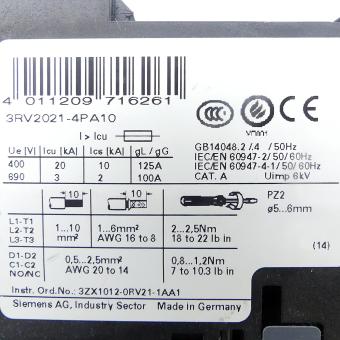 4 011209 716261
3RV2021-4PA10
I > Icu
Ue [V] Icu [kA] Ics [kA] gL / gG
400 20 10 125A
690 3 2 100A
CCC
GB14048.2 /.4 / 50Hz
IEC/EN 60947-2/ 50/60Hz
IEC/EN 60947-4-1/ 50/60Hz
CAT. A Uimp 6kV
10 10 PZ2
ø5...6mm
L1-T1
L2-T2
L3-T3
1...10 mm²
1...6mm²
AWG 16 to 8
2...2,5Nm
18 to 22 lb in
(14)
D1-D2
C1-C2
NO/NC
0,5...2,5mm²
AWG 20 to 14
0,8...1,2Nm
7 to 10.3 lb in
Instr. Ord.No.: 3ZX1012-0RV21-1AA1
Siemens AG, Industry Sector Made in Germany